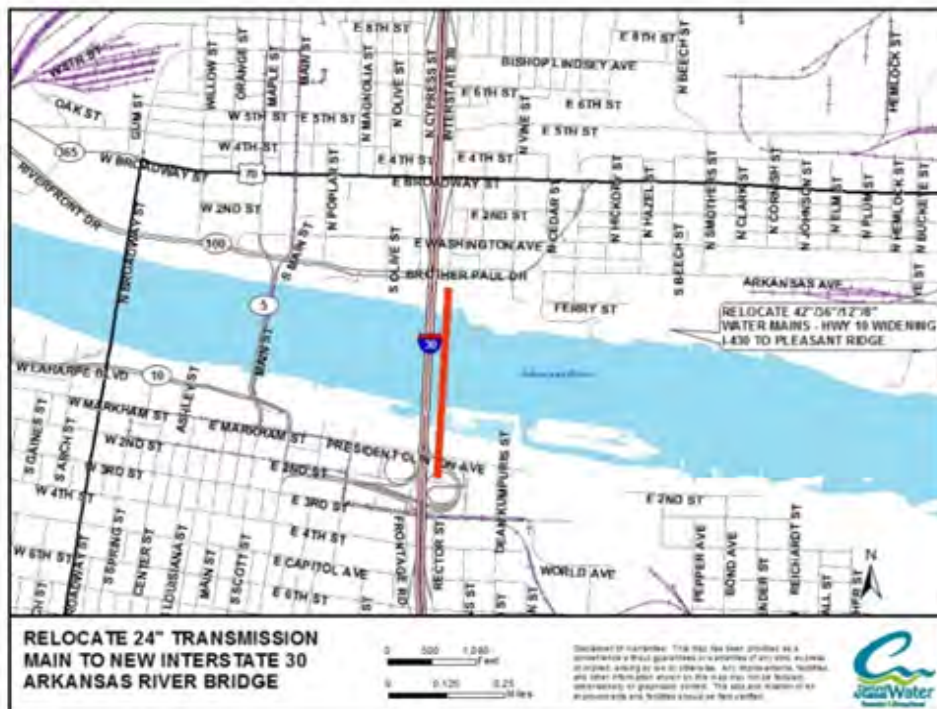 E 8TH ST
E 8TH ST
N BEECH ST
HEMLOCK ST
W 4TH ST
WILLOW ST
ORANGE ST
MAPLE ST
MAIN ST
N MAGNOLIA ST
N OLIVE ST
N CYPRESS ST
INTERSTATE 30
BISHOP LINDSEY AVE
E 6TH ST
E 6TH ST
OAK ST
GUM ST
W 5TH ST
E 5TH ST
N VINE ST
E 5TH ST
365
W 4TH ST
E 4TH ST
E 4TH ST
W BROADWAY ST
70
E BROADWAY ST
RIVERFRONT DR
W 2ND ST
N POPLAR ST
E 2ND ST
N CEDAR ST
N HICKORY ST
N HAZEL ST
N SMOTHERS ST
N CLARK ST
N CORNISH ST
N JOHNSON ST
N ELM ST
N PLUM ST
N HEMLOCK ST
N BUCKEYE ST
N BROADWAY ST
100
S MAIN ST
S OLIVE ST
E WASHINGTON AVE
BROTHER PAUL DR
S BEECH ST
ARKANSAS AVE
FERRY ST
5
MAIN ST
30
RELOCATE 42"/36"/12"/8"
WATER MAINS - HWY 10 WIDENING
I-430 TO PLEASANT RIDGE
W LAHARPE BLVD
10
ASHLEY ST
W MARKHAM ST
E MARKHAM ST
PRESIDENT CLINTON AVE
S GAINES ST
S ARCH ST
W 2ND ST
E 2ND ST
DEAN KUMPURIS ST
W 3RD ST
E 3RD ST
E 2ND ST
W 4TH ST
E 4TH ST
FRONTAGE RD
RECTOR ST
W 6TH ST
S SPRING ST
CENTER ST
LOUISIANA ST
MAIN ST
S SCOTT ST
E CAPITOL AVE
E 6TH ST
WORLD AVE
PEPPER AVE
BOND AVE
REICHARDT ST
N
RELOCATE 24" TRANSMISSION
MAIN TO NEW INTERSTATE 30
ARKANSAS RIVER BRIDGE
0 500 1,000
Feet
0 0.125 0.25
Miles
Water